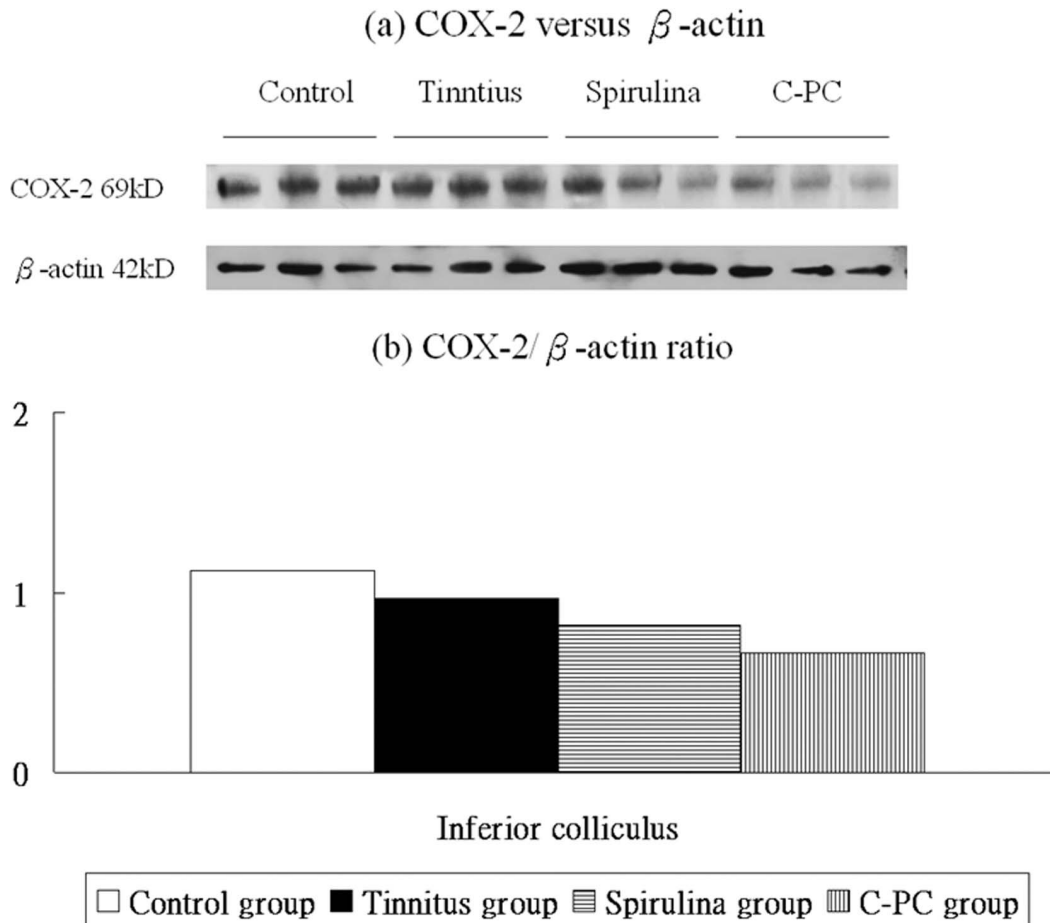 (a) COX-2 versus β-actin
Control Tinntius Spirulina C-PC
COX-2 69kD
β-actin 42kD
(b) COX-2/ β-actin ratio
2
1
0
Inferior colliculus
Control group Tinnitus group Spirulina group C-PC group